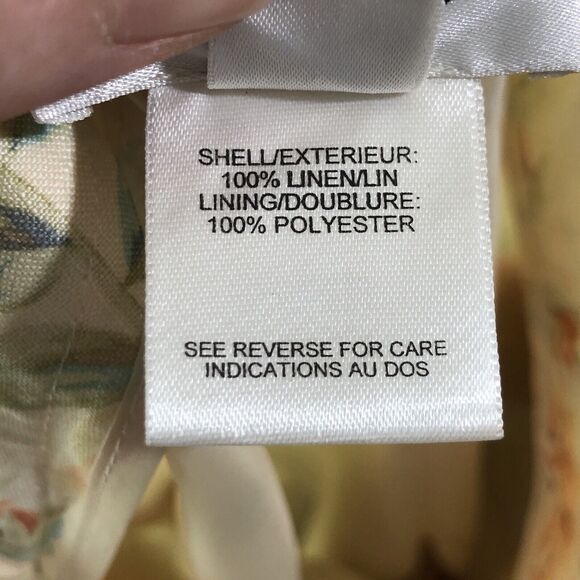 SHELL/EXTERIEUR:
100% LINEN/LIN
LINING/DOUBLURE:
100% POLYESTER
SEE REVERSE FOR CARE
INDICATIONS AU DOS